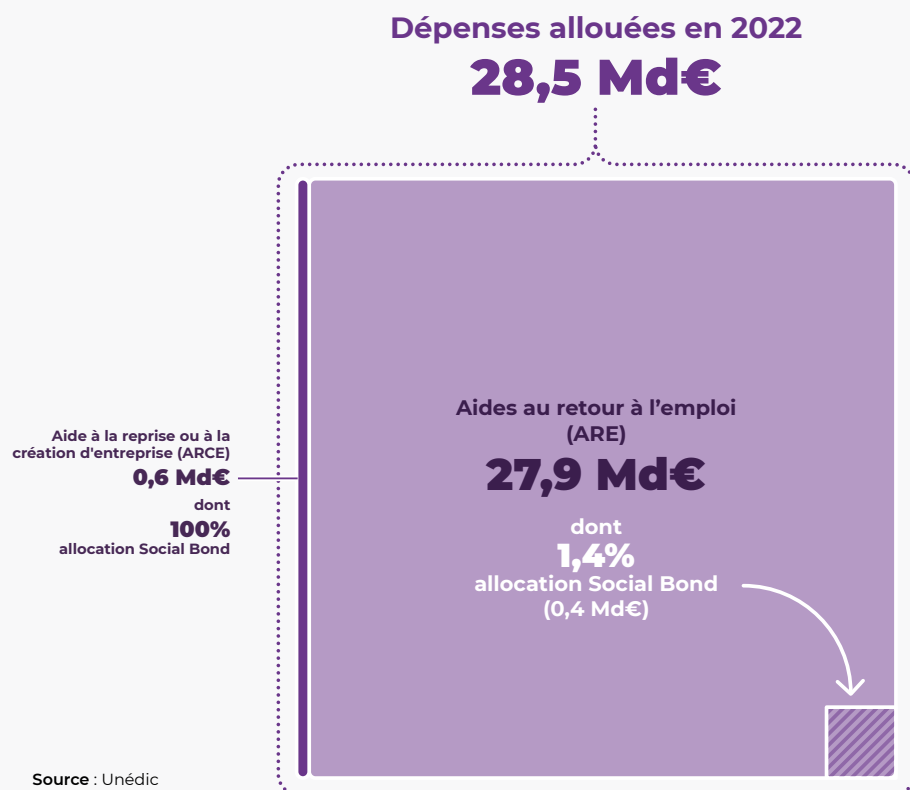 Dépenses allouées en 2022
28,5 Md€
Aide à la reprise ou à la
création d'entreprise (ARCE)
0,6 Md€
dont
100%
allocation Social Bond
Aides au retour à l’emploi
(ARE)
27,9 Md€
dont
1,4%
allocation Social Bond
(0,4 Md€)
Source : Unédic